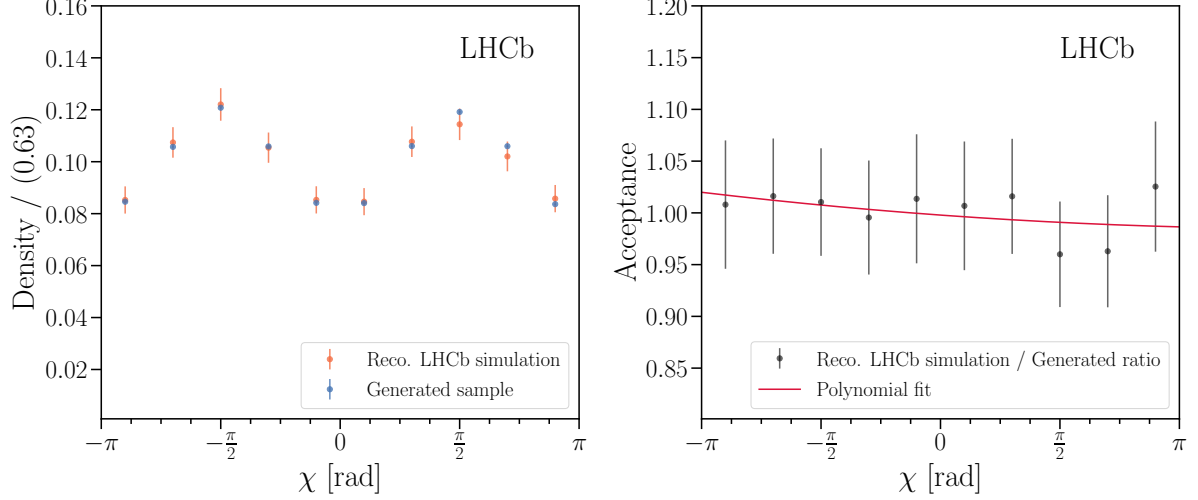 0.16
0.14
0.12
0.10
0.08
0.06
0.04
0.02
Density / (0.63)
LHCb
Reco. LHCb simulation
Generated sample
−π
−π/2
0
π/2
π
χ [rad]
1.20
1.15
1.10
1.05
1.00
0.95
0.90
0.85
Acceptance
LHCb
Reco. LHCb simulation / Generated ratio
Polynomial fit
−π
−π/2
0
π/2
π
χ [rad]